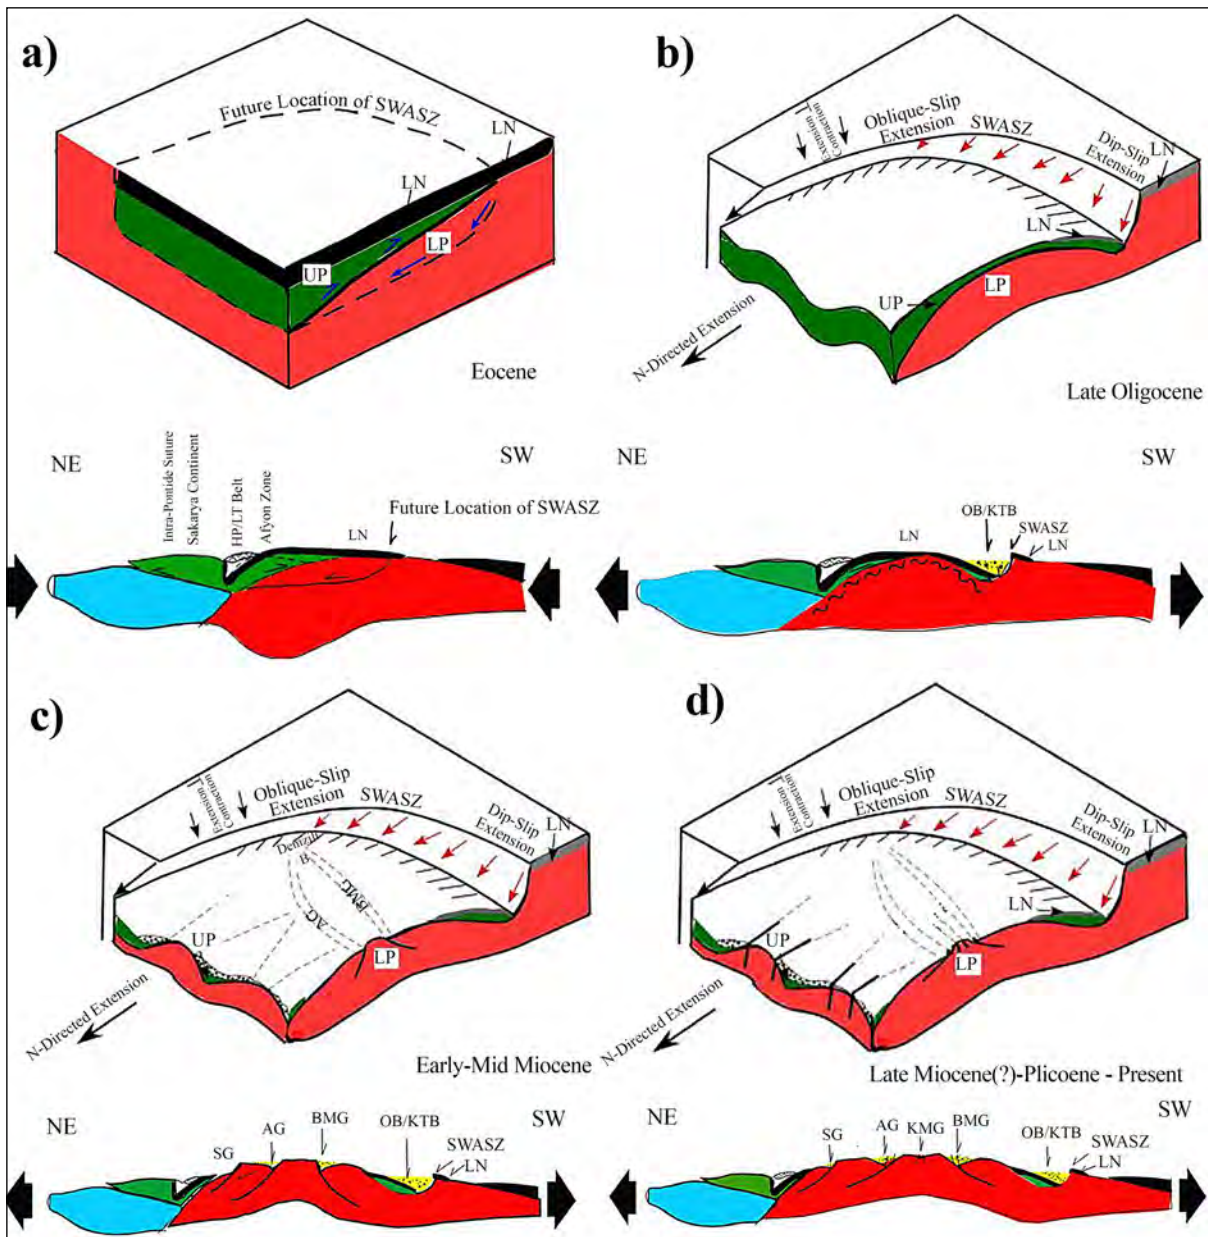 a)
Future Location of SWASZ
LN
LN
LP
UP
Eocene
NE
SW
Intra-Pontide Suture
Sakarya Continent
HP/LT Belt
Afyon Zone
LN
Future Location of SWASZ
b)
Contraction
Extension
Oblique-Slip
Extension
SWASZ
Dip-Slip
Extension
LN
LN
UP
LP
N-Directed Extension
Late Oligocene
NE
SW
LN
OB/KTB
SWASZ
LN
c)
Contraction
Extension
Oblique-Slip
Extension
SWASZ
Dip-Slip
Extension
LN
Denizili
B
BMG
AG
UP
LP
N-Directed Extension
Early-Mid Miocene
NE
SW
SG
AG
BMG
OB/KTB
SWASZ
LN
d)
Contraction
Extension
Oblique-Slip
Extension
SWASZ
Dip-Slip
Extension
LN
LN
UP
LP
N-Directed Extension
Late Miocene(?)-Plicoene - Present
NE
SW
SG
AG
KMG
BMG
OB/KTB
SWASZ
LN